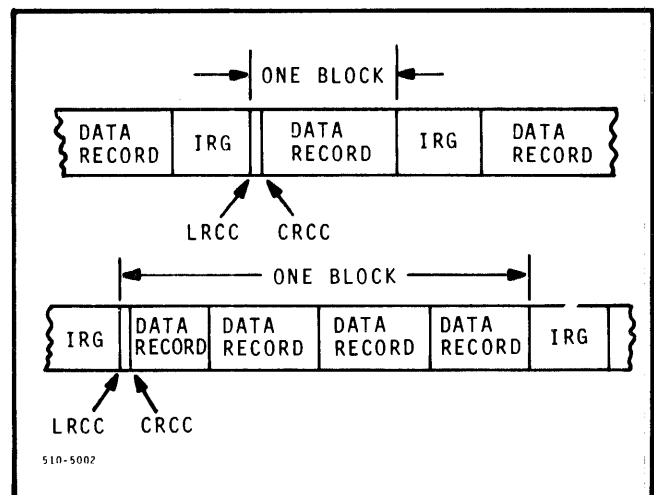 ONE BLOCK
DATA RECORD IRG DATA RECORD IRG DATA RECORD
LRCC CRCC
ONE BLOCK
IRG DATA RECORD DATA RECORD DATA RECORD DATA RECORD IRG
LRCC CRCC
510-5002